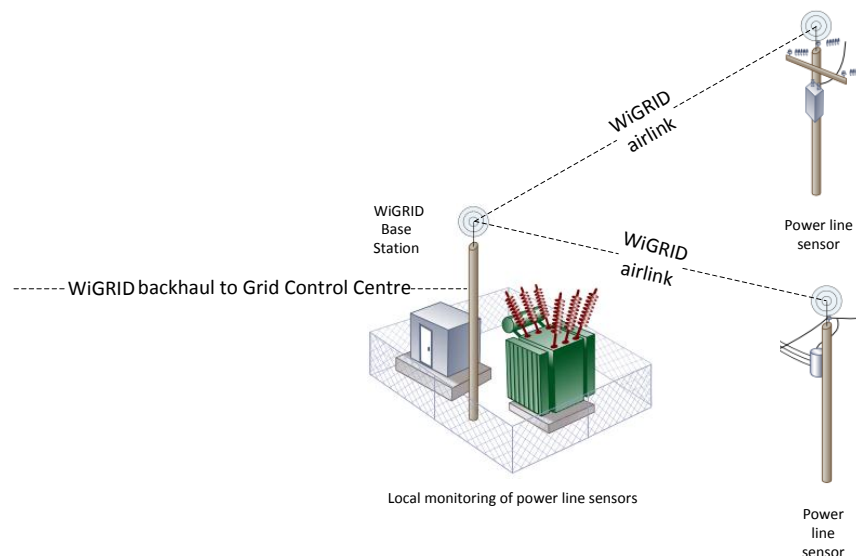 WiGRID
airlink
Power line
sensor
WiGRID
Base
Station
WiGRID
airlink
WiGRID backhaul to Grid Control Centre
Local monitoring of power line sensors
Power
line
sensor